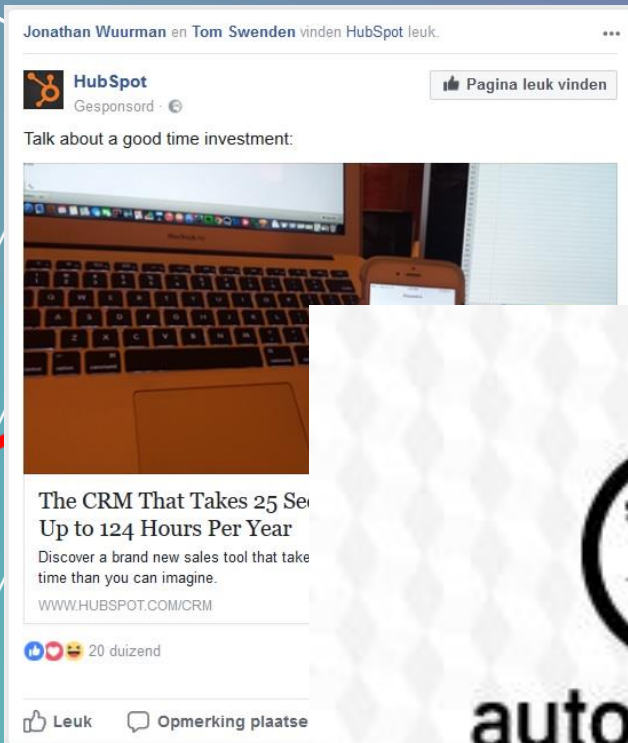 Jonathan Wuurman en Tom Swenden vinden HubSpot leuk.
HubSpot
Pagina leuk vinden
Gesponsord ·
Talk about a good time investment:
MacBook Air
The CRM That Takes 25
Up to 124 Hours Per Year
Discover a brand new sales tool that take
time than you can imagine.
WWW.HUBSPOT.COM/CRM
20 duizend
Leuk
Opmerking plaatse
auto